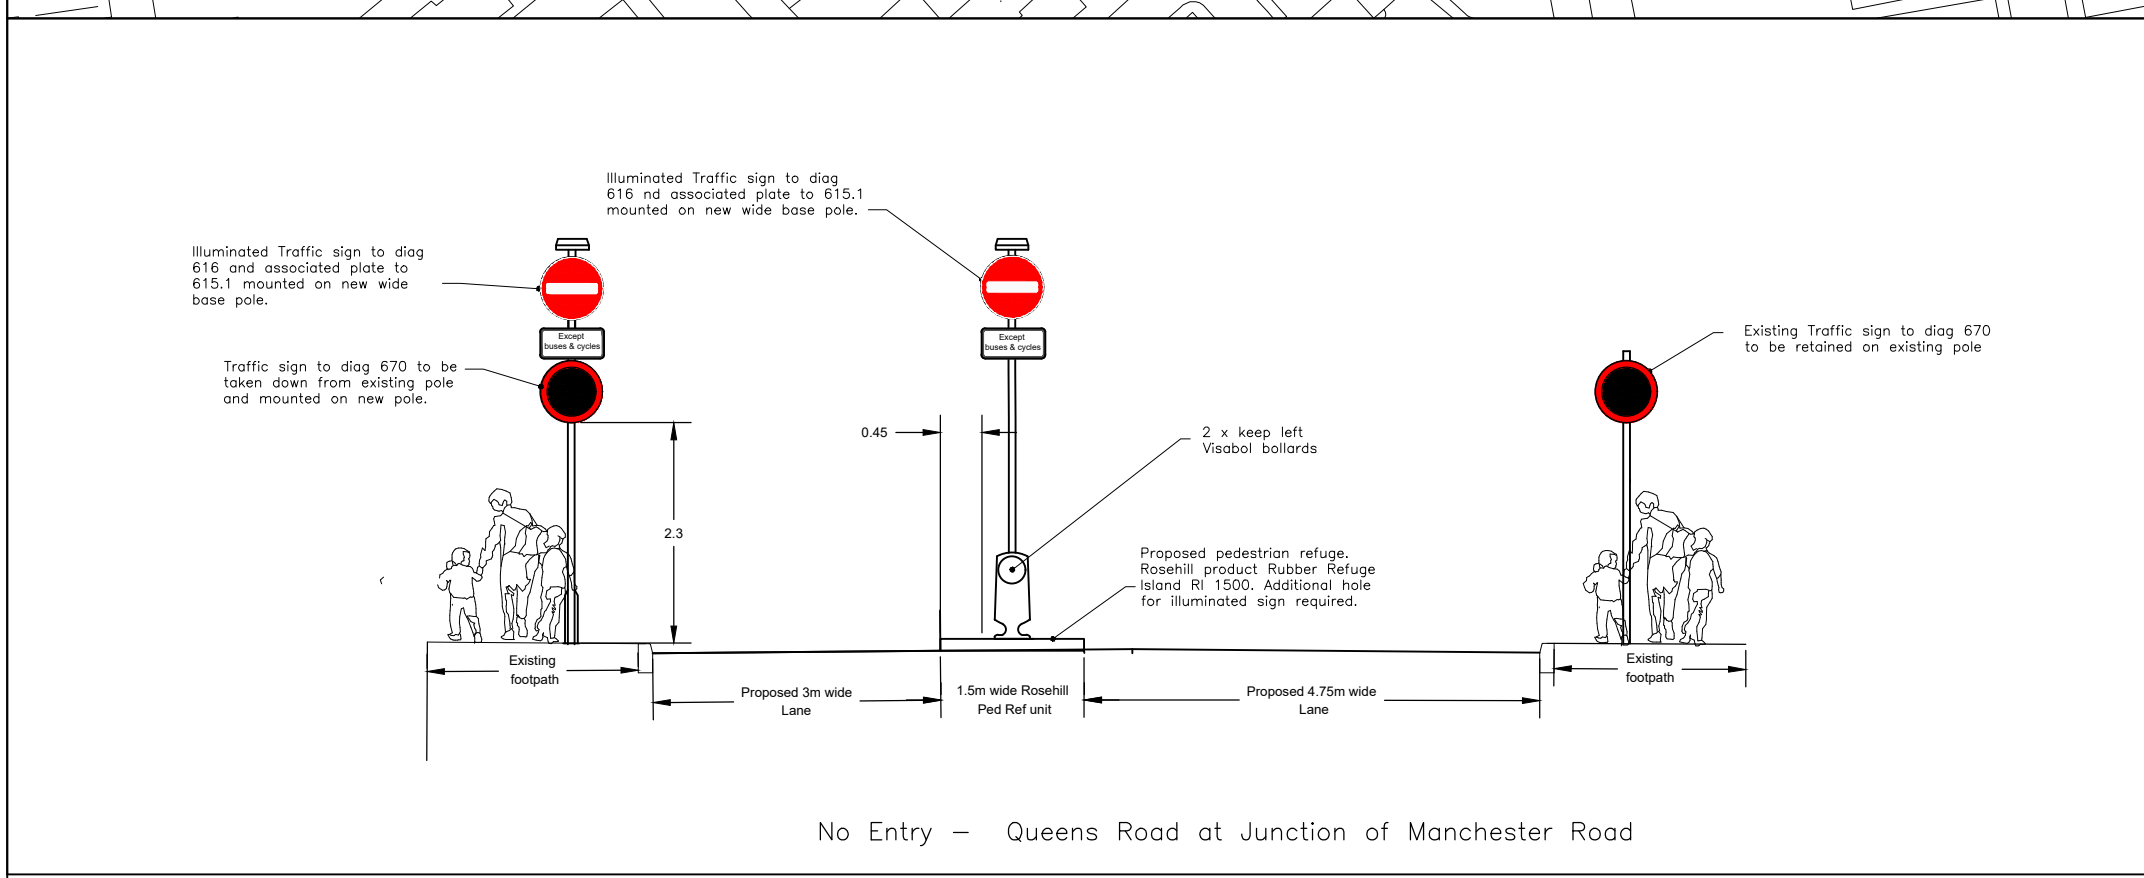 Illuminated Traffic sign to diag
616 nd associated plate to 615.1
mounted on new wide base pole.
Illuminated Traffic sign to diag
616 and associated plate to
615.1 mounted on new wide
base pole.
Except
buses & cycles
Except
buses & cycles
Existing Traffic sign to diag 670
to be retained on existing pole
Traffic sign to diag 670 to be
taken down from existing pole
and mounted on new pole.
0.45
2 x keep left
Visabol bollards
2.3
Proposed pedestrian refuge.
Rosehill product Rubber Refuge
Island RI 1500. Additional hole
for illuminated sign required.
Existing
footpath
Proposed 3m wide
Lane
1.5m wide Rosehill
Ped Ref unit
Proposed 4.75m wide
Lane
Existing
footpath
No Entry - Queens Road at Junction of Manchester Road